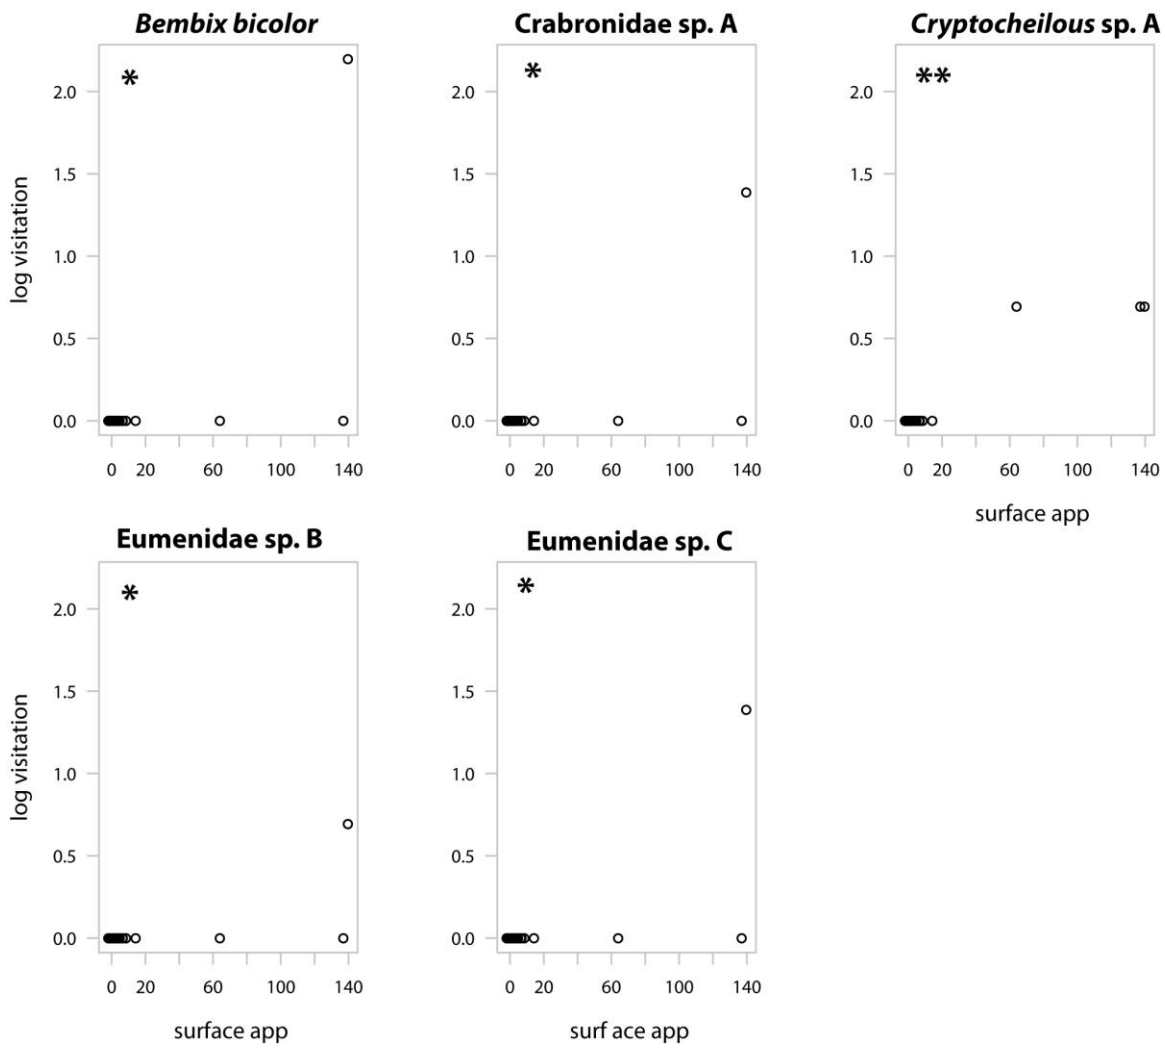 Bembix bicolor
*
log visitation
2.0
1.5
1.0
0.5
0.0
0 20 60 100 140
Crabronidae sp. A
*
2.0
1.5
1.0
0.5
0.0
0 20 60 100 140
Cryptocheilous sp. A
**
2.0
1.5
1.0
0.5
0.0
0 20 60 100 140
surface app
Eumenidae sp. B
*
log visitation
2.0
1.5
1.0
0.5
0.0
0 20 60 100 140
surface app
Eumenidae sp. C
*
2.0
1.5
1.0
0.5
0.0
0 20 60 100 140
surf ace app